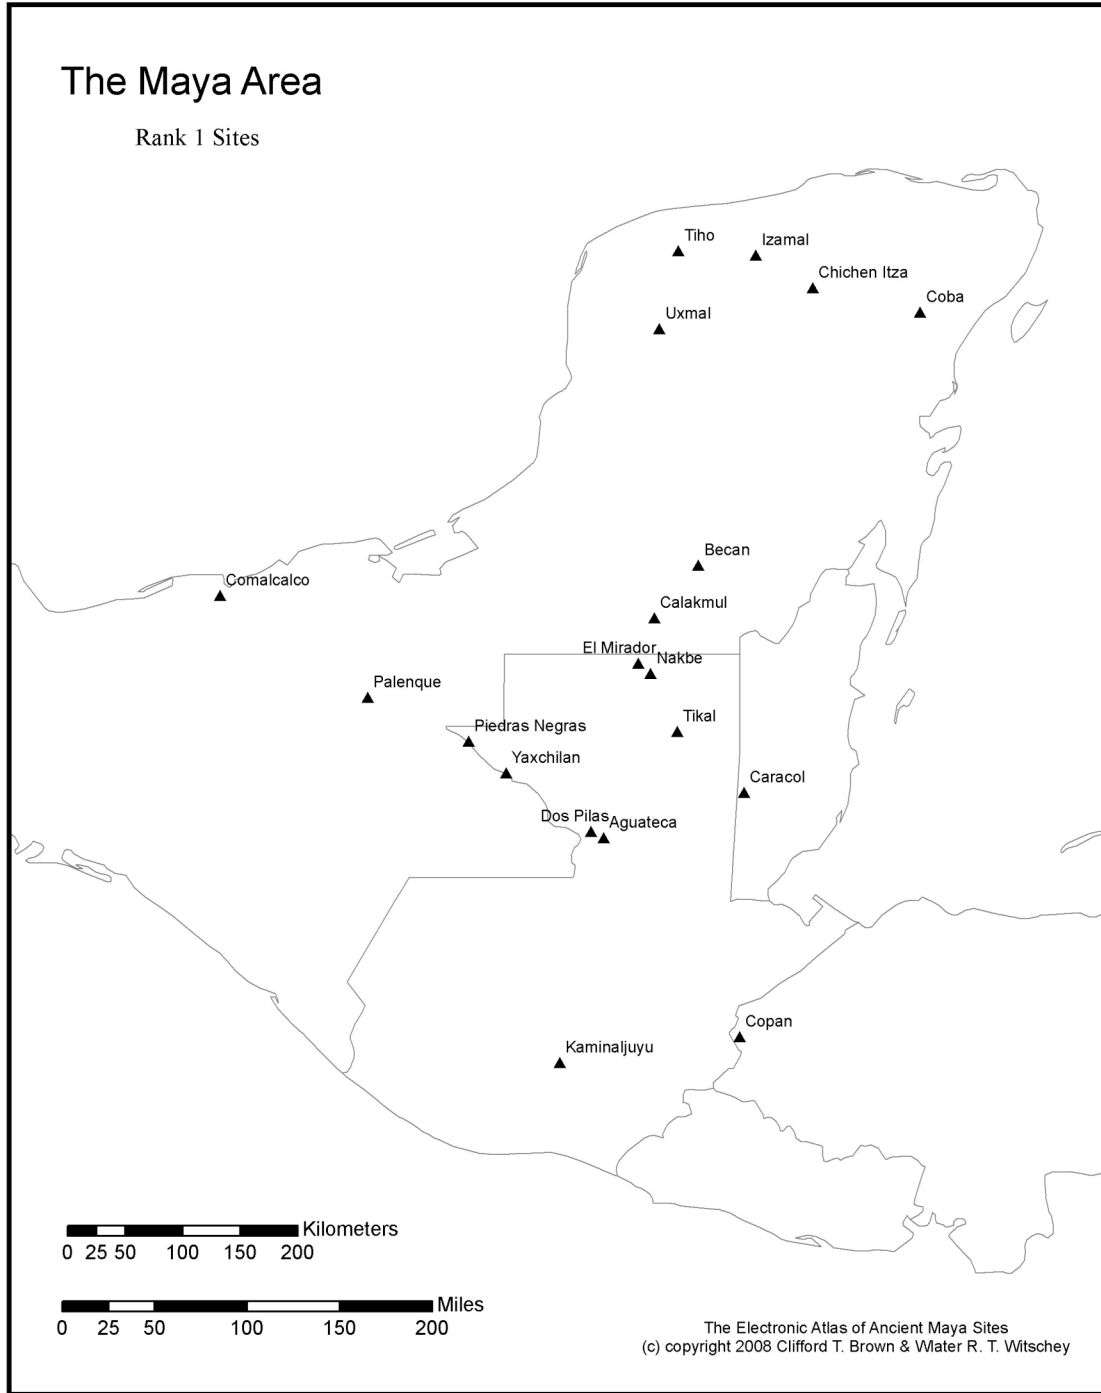 The Maya Area
Rank 1 Sites
Tiho
Izamal
Chichen Itza
Coba
Uxmal
Becan
Comalcalco
Calakmul
El Mirador
Nakbe
Palenque
Tikal
Piedras Negras
Yaxchilan
Caracol
Dos Pilas
Aguateca
Copan
Kaminaljuyu
Kilometers
0 25 50 100 150 200
Miles
0 25 50 100 150 200
The Electronic Atlas of Ancient Maya Sites
(c) copyright 2008 Clifford T. Brown & Wlater R. T. Witschey